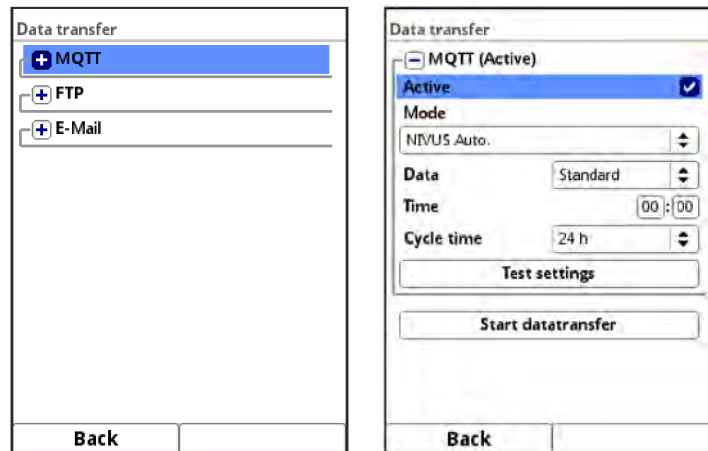 Data transfer
MQTT
FTP
E-Mail
Back
Data transfer
MQTT (Active)
Active
Mode
NIVUS Auto.
Data Standard
Time 00:00
Cycle time 24 h
Test settings
Start datatransfer
Back